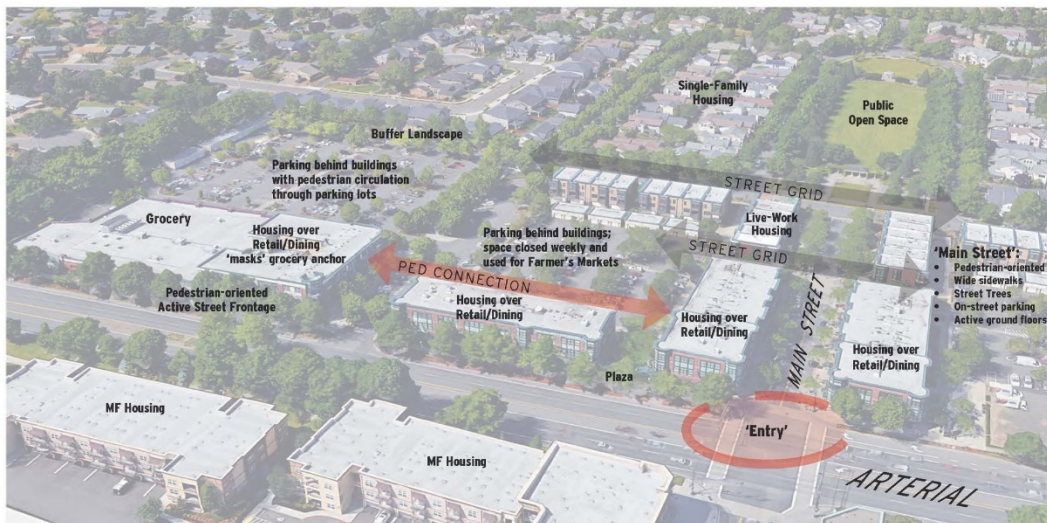 Single-Family
Housing
Public
Open Space
Buffer Landscape
Parking behind buildings
with pedestrian circulation
through parking lots
STREET GRID
Grocery
Housing over
Retail/Dining
'masks' grocery anchor
Parking behind buildings;
space closed weekly and
used for Farmer's Markets
Live-Work
Housing
STREET GRID
'Main Street':
• Pedestrian-oriented
• Wide sidewalks
• Street Trees
• On-street parking
• Active ground floors
PED CONNECTION
Pedestrian-oriented
Active Street Frontage
Housing over
Retail/Dining
Housing over
Retail/Dining
MAIN STREET
Housing over
Retail/Dining
Plaza
MF Housing
'Entry'
MF Housing
ARTERIAL